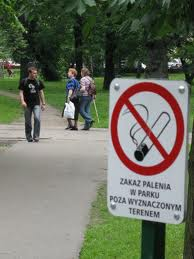 ZAKAZ PALENIA
W PARKU
POZA WYZNACZONYM
TERENEM